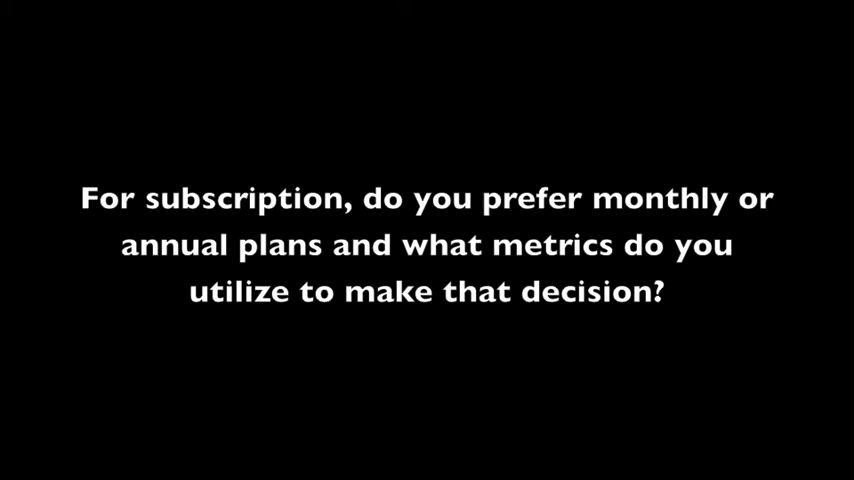 For subscription, do you prefer monthly or
annual plans and what metrics do you
utilize to make that decision?